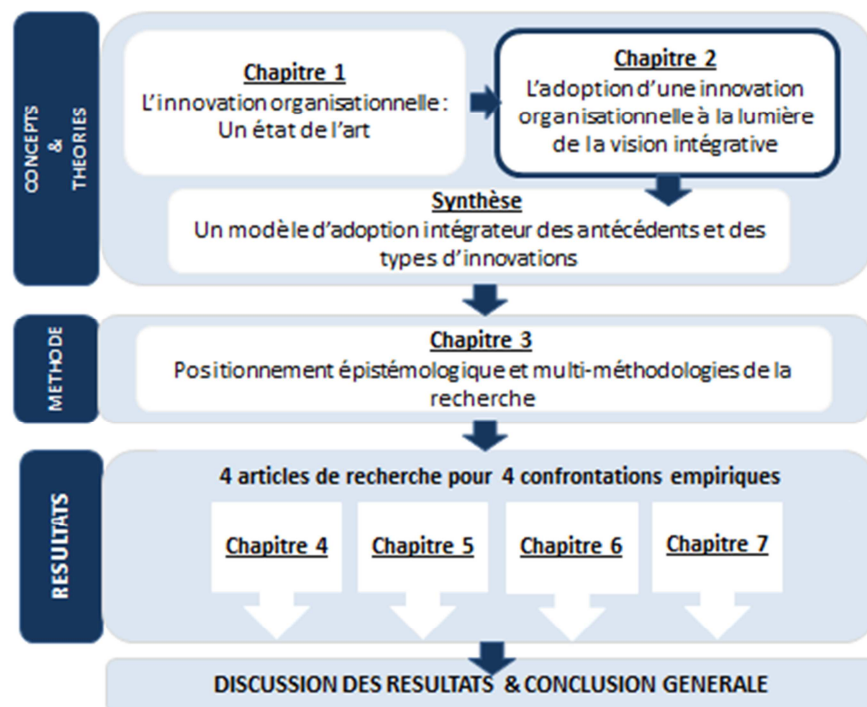 CONCEPTS
&
THEORIES
Chapitre 1
L'innovation organisationnelle :
Un état de l'art
Chapitre 2
L'adoption d'une innovation
organisationnelle à la lumière
de la vision intégrative
Synthèse
Un modèle d'adoption intégrateur des antécédents et des
types d'innovations
METHODE
Chapitre 3
Positionnement épistémologique et multi-méthodologies de la
recherche
RESULTATS
4 articles de recherche pour 4 confrontations empiriques
Chapitre 4
Chapitre 5
Chapitre 6
Chapitre 7
DISCUSSION DES RESULTATS & CONCLUSION GENERALE